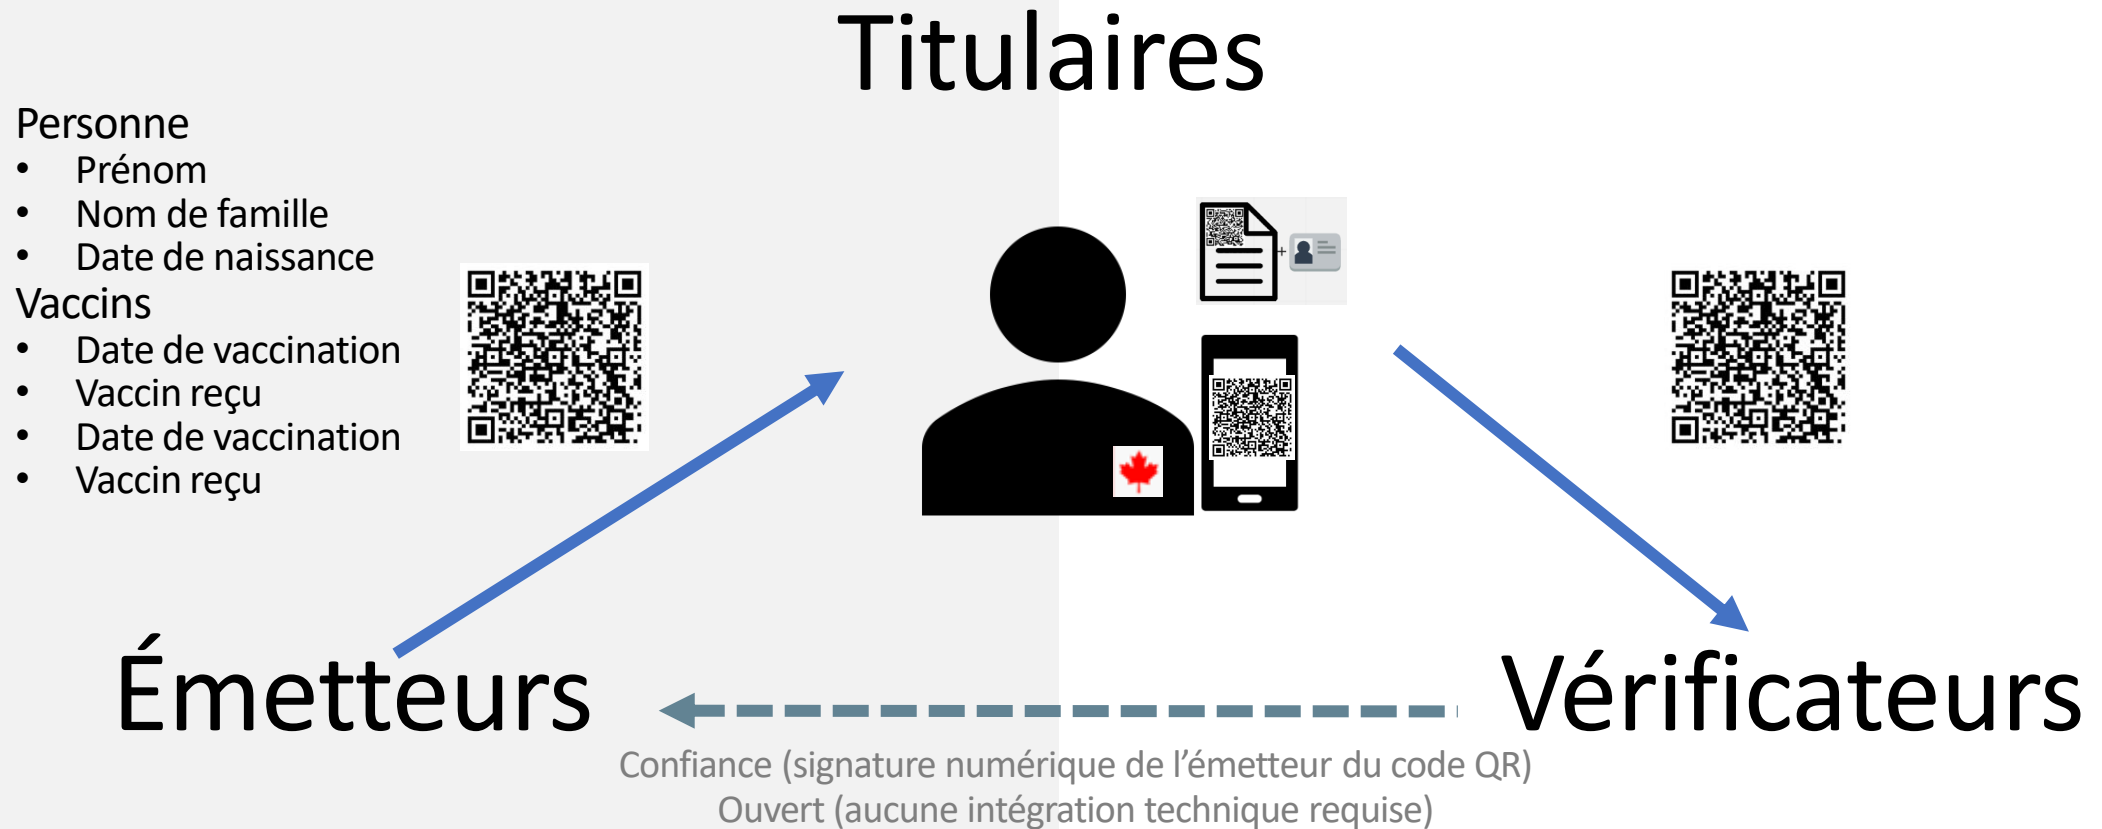 Titulaires
Personne
• Prénom
• Nom de famille
• Date de naissance
Vaccins
• Date de vaccination
• Vaccin reçu
• Date de vaccination
• Vaccin reçu
+
Émetteurs
Vérificateurs
Confiance (signature numérique de l’émetteur du code QR)
Ouvert (aucune intégration technique requise)